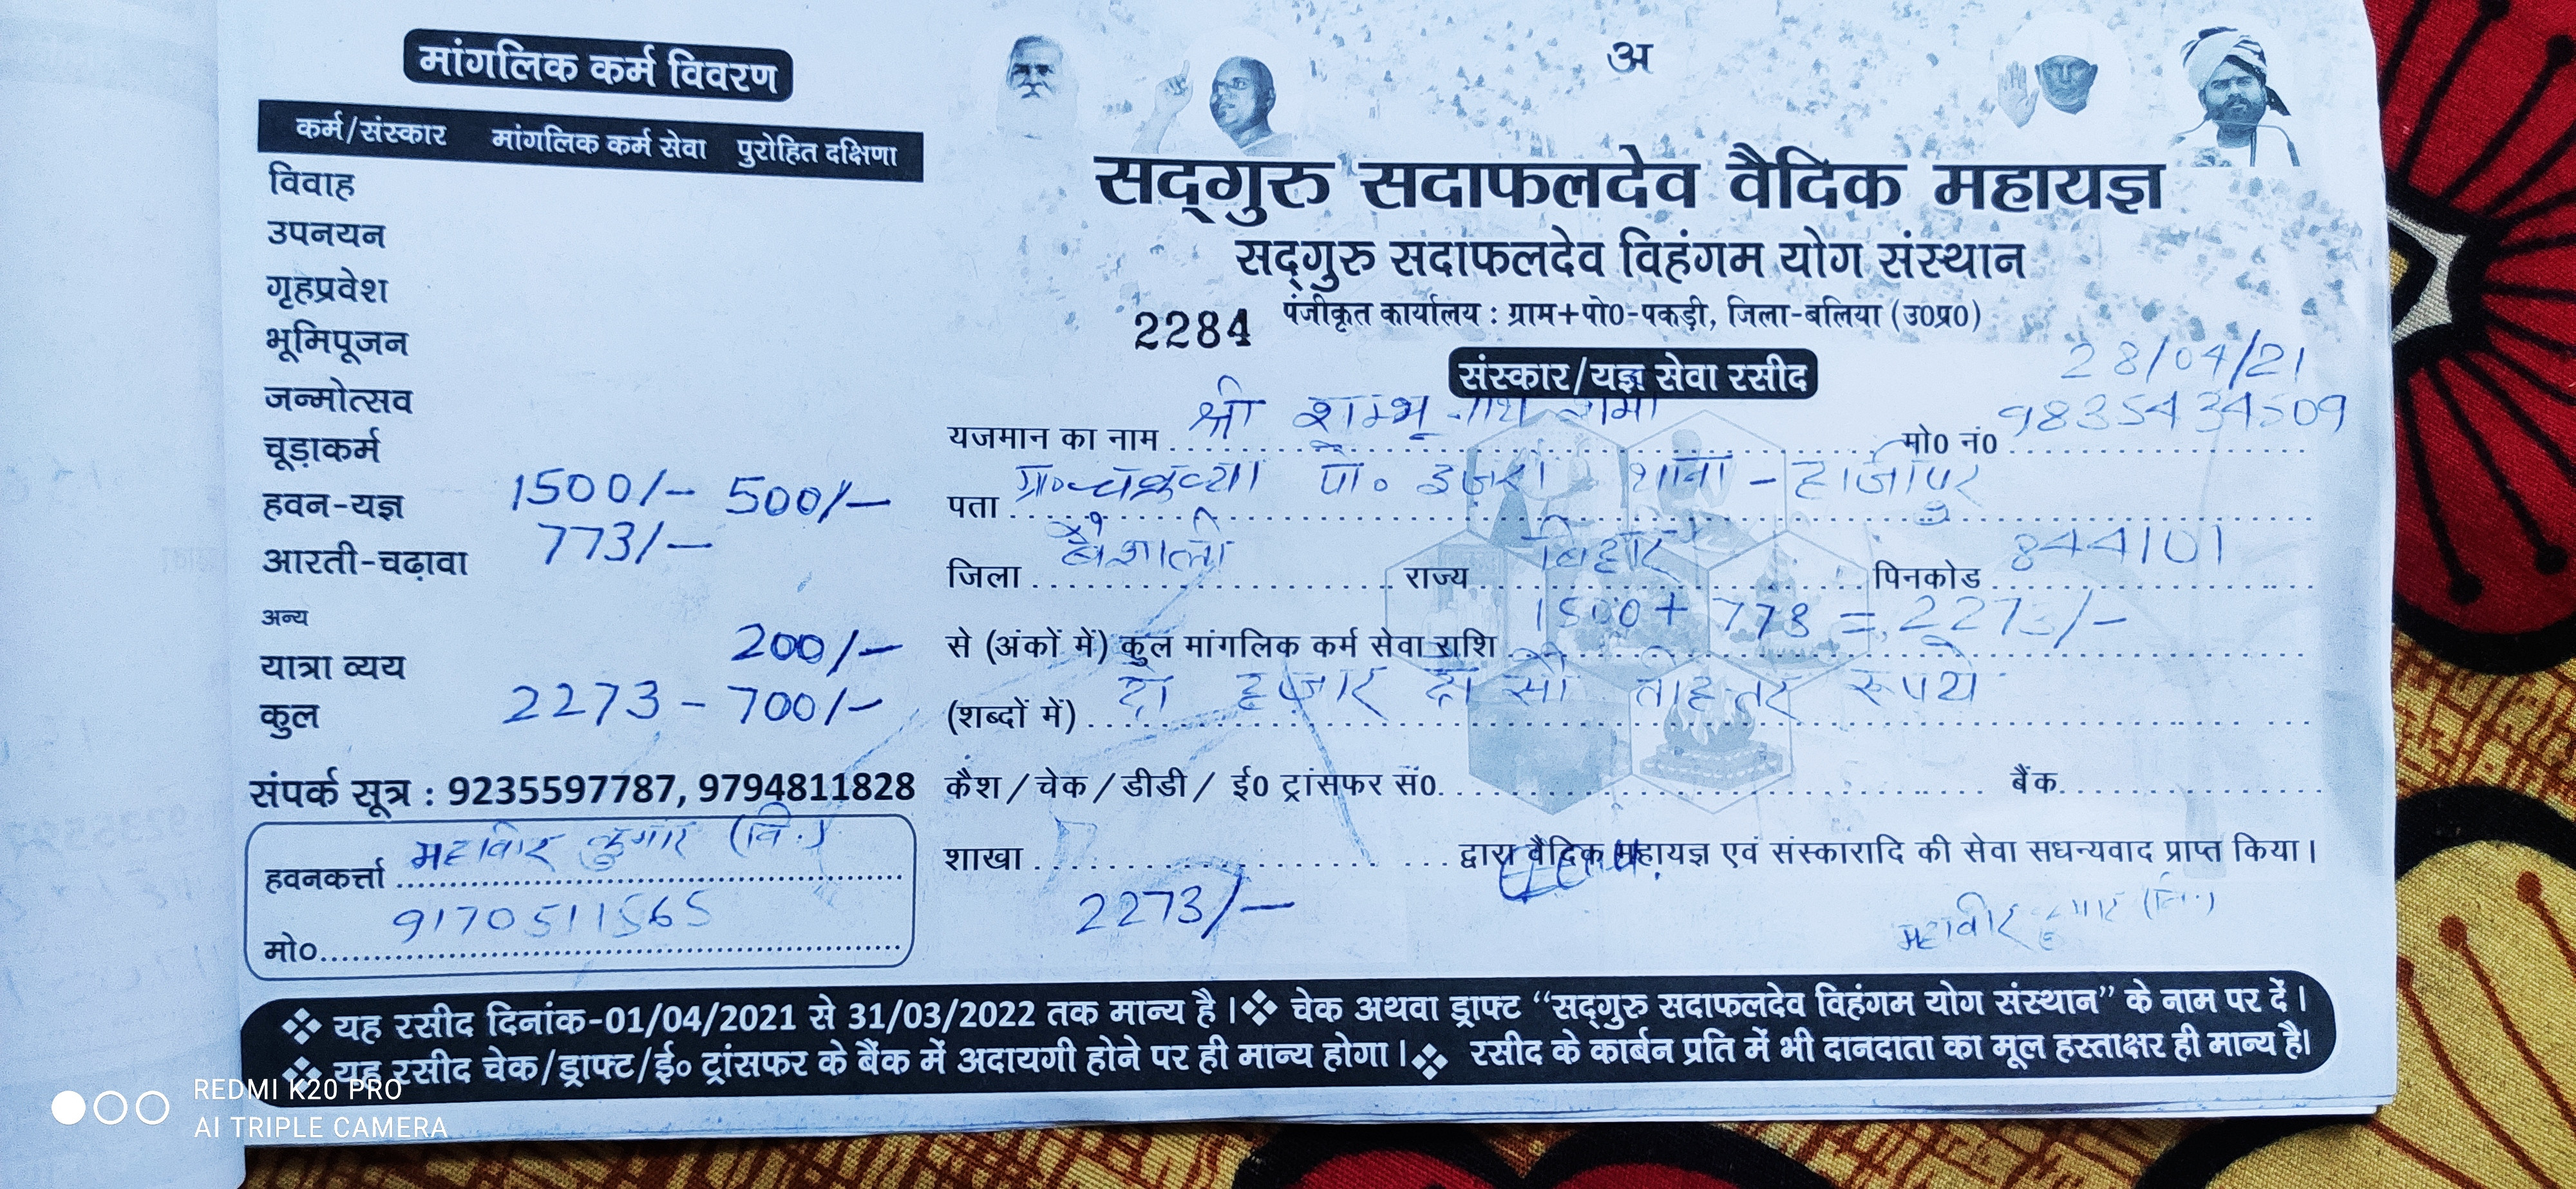 मांगलिक कर्म विवरण
कर्म/संस्कार मांगलिक कर्म सेवा पुरोहित दक्षिणा
विवाह
उपनयन
गृहप्रवेश
भूमिपूजन
जन्मोत्सव
चूड़ाकर्म
हवन-यज्ञ 1500/- 500/-
आरती-चढ़ावा 773/-
अन्य
यात्रा व्यय 200/-
कुल 2273 - 700/-
संपर्क सूत्र : 9235597787, 9794811828
हवनकर्त्ता महावीर कुमार (वि.)
मो० 9170511565
अ
सद्‌गुरु सदाफलदेव वैदिक महायज्ञ
सद्‌गुरु सदाफलदेव विहंगम योग संस्थान
पंजीकृत कार्यालय : ग्राम+पो0-पकड़ी, जिला-बलिया (उ0प्र0)
2284
संस्कार/यज्ञ सेवा रसीद
28/04/21
यजमान का नाम श्री शम्भू नाथ शर्मा मो0 नं0 9835434509
पता पो० थाना - हाजीपुर
जिला वैशाली राज्य बिहार पिनकोड 844101
से (अंकों में) कुल मांगलिक कर्म सेवा राशि 1500 + 773 = 2273/-
(शब्दों में) दो हजार दो सौ तीहत्तर रूपये
कैश / चेक / डीडी / ई0 ट्रांसफर सं0 बैंक
शाखा द्वारा वैदिक महायज्ञ एवं संस्कारादि की सेवा सधन्यवाद प्राप्त किया।
2273/-
महावीर कुमार (वि.)
❖ यह रसीद दिनांक-01/04/2021 से 31/03/2022 तक मान्य है। ❖ चेक अथवा ड्राफ्ट “सद्‌गुरु सदाफलदेव विहंगम योग संस्थान” के नाम पर दें।
❖ यह रसीद चेक/ड्राफ्ट/ई० ट्रांसफर के बैंक में अदायगी होने पर ही मान्य होगा। ❖ रसीद के कार्बन प्रति में भी दानदाता का मूल हस्ताक्षर ही मान्य है।
REDMI K20 PRO
AI TRIPLE CAMERA